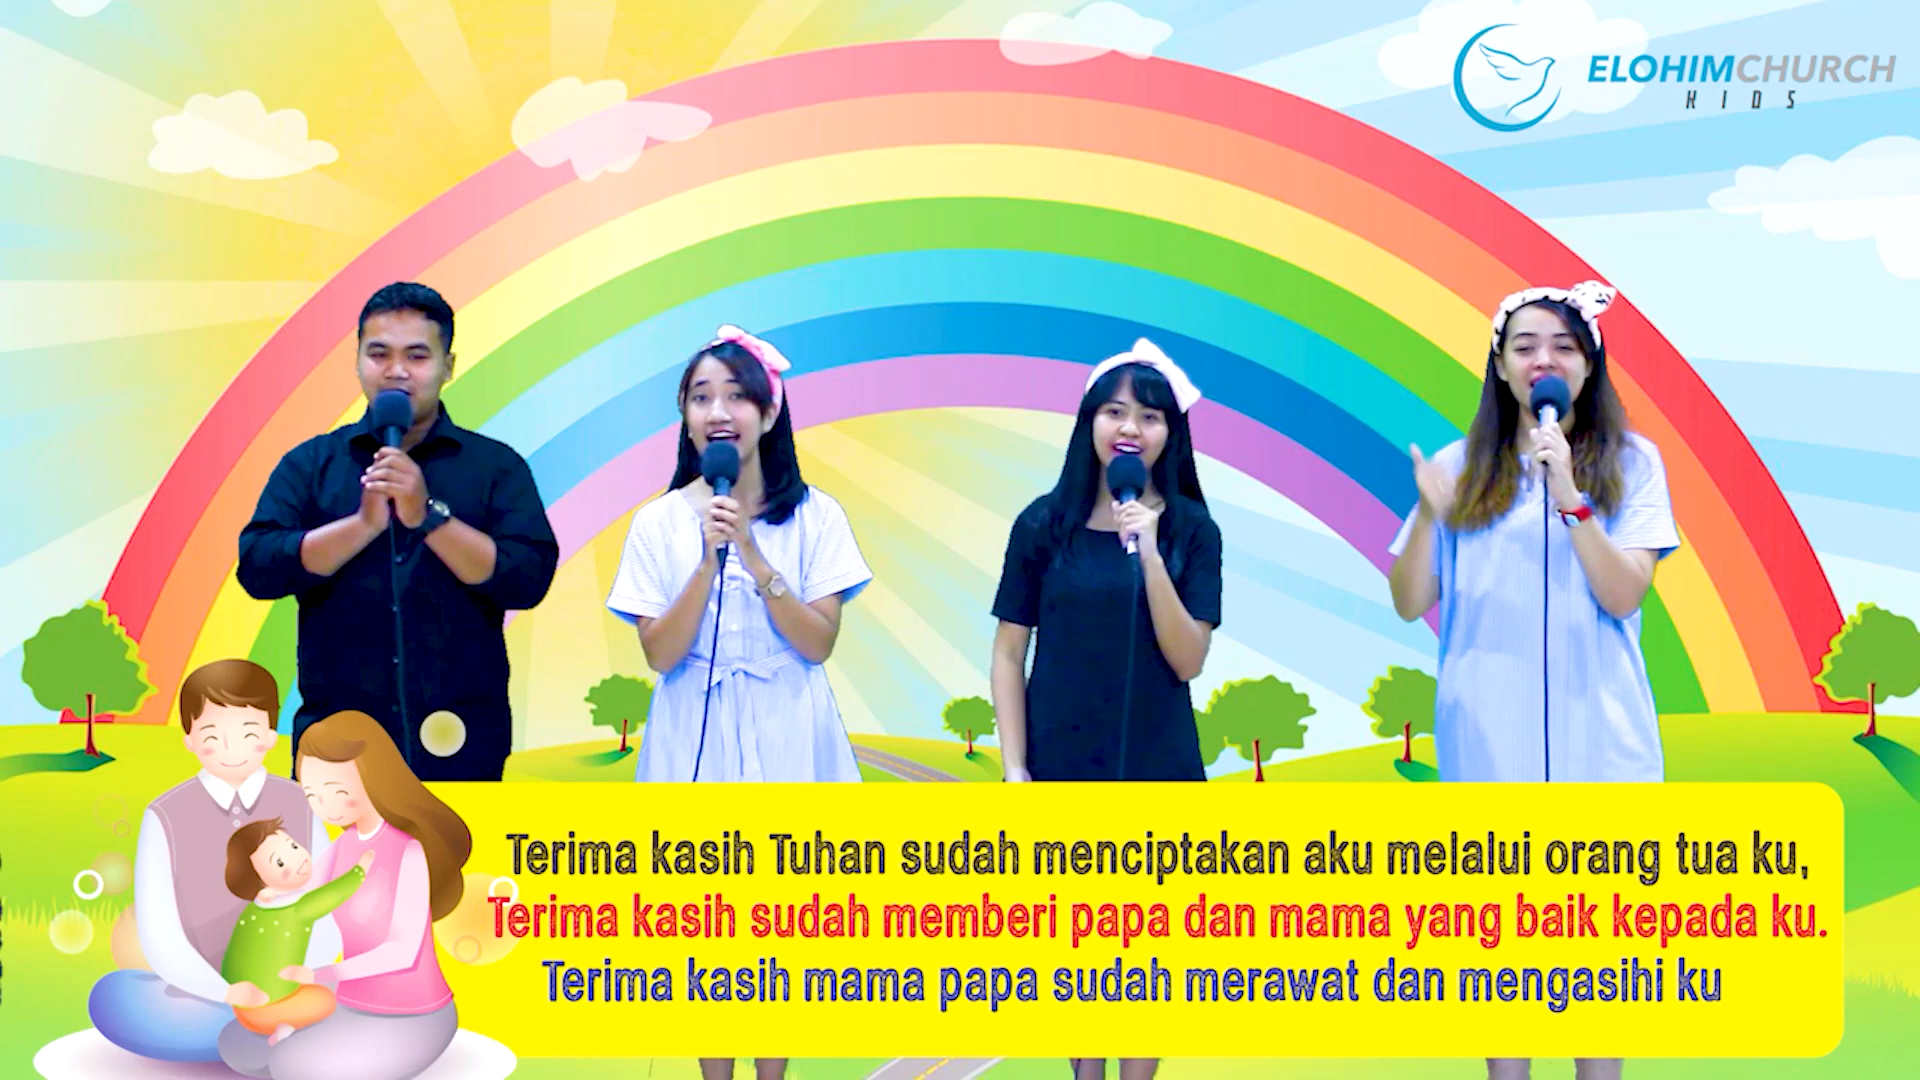 ELOHIMCHURCH
KIDS
Terima kasih Tuhan sudah menciptakan aku melalui orang tua ku,
Terima kasih sudah memberi papa dan mama yang baik kepada ku.
Terima kasih mama papa sudah merawat dan mengasihi ku